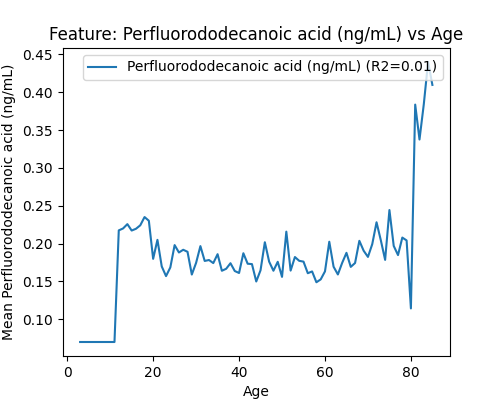 Feature: Perfluorododecanoic acid (ng/mL) vs Age
Perfluorododecanoic acid (ng/mL) (R2=0.01)
Mean Perfluorododecanoic acid (ng/mL)
0.45
0.40
0.35
0.30
0.25
0.20
0.15
0.10
0 20 40 60 80
Age